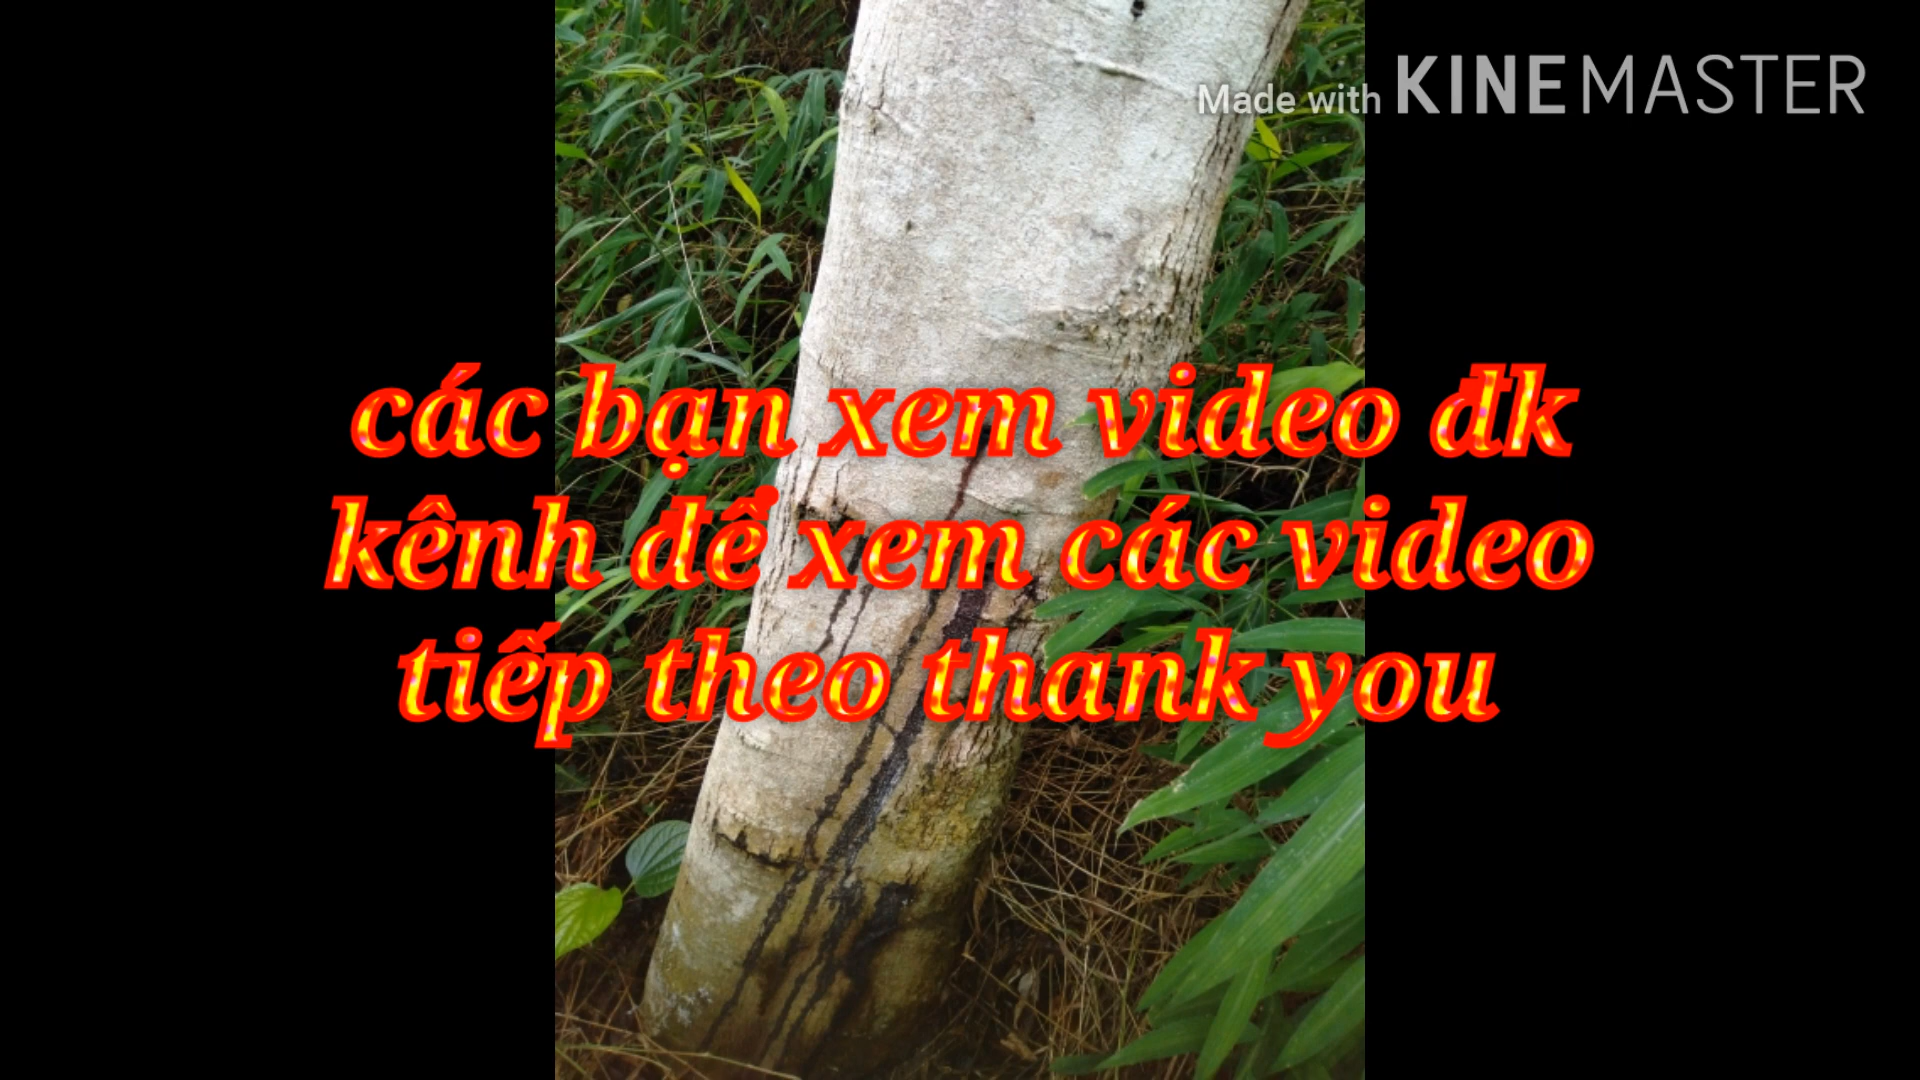 Made with KINEMASTER
các bạn xem video đk
kênh để xem các video
tiếp theo thank you